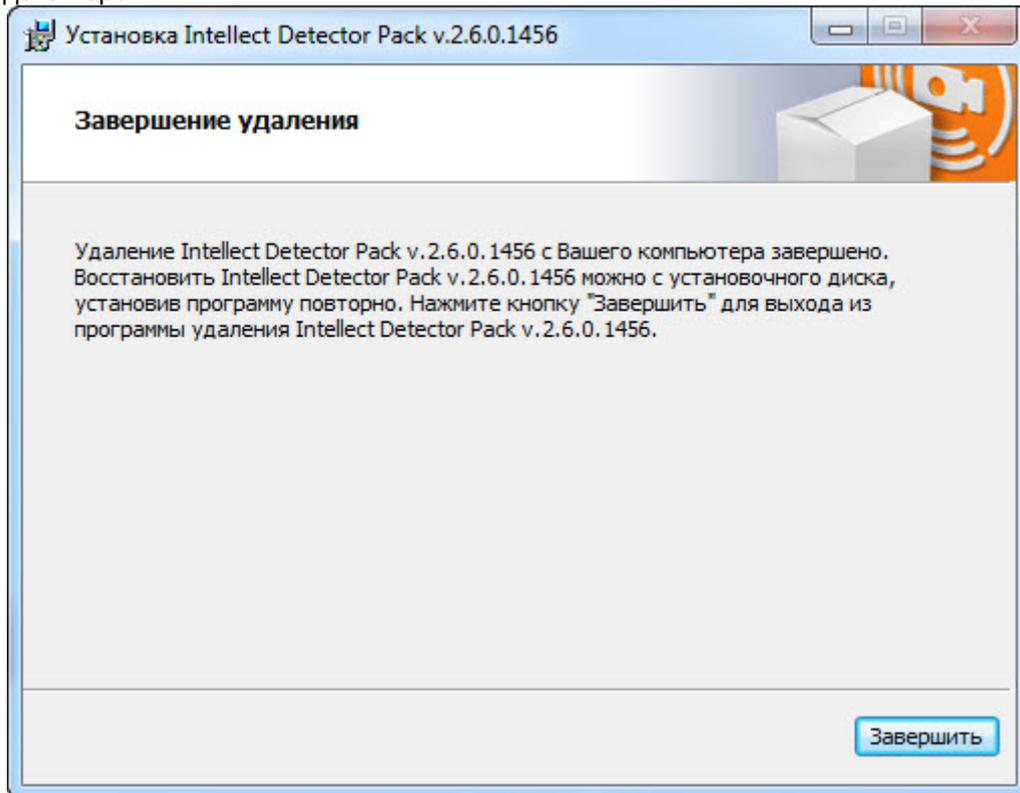 Установка Intellect Detector Pack v.2.6.0.1456
Завершение удаления
Удаление Intellect Detector Pack v.2.6.0.1456 с Вашего компьютера завершено.
Восстановить Intellect Detector Pack v.2.6.0.1456 можно с установочного диска,
установив программу повторно. Нажмите кнопку "Завершить" для выхода из
программы удаления Intellect Detector Pack v.2.6.0.1456.
Завершить